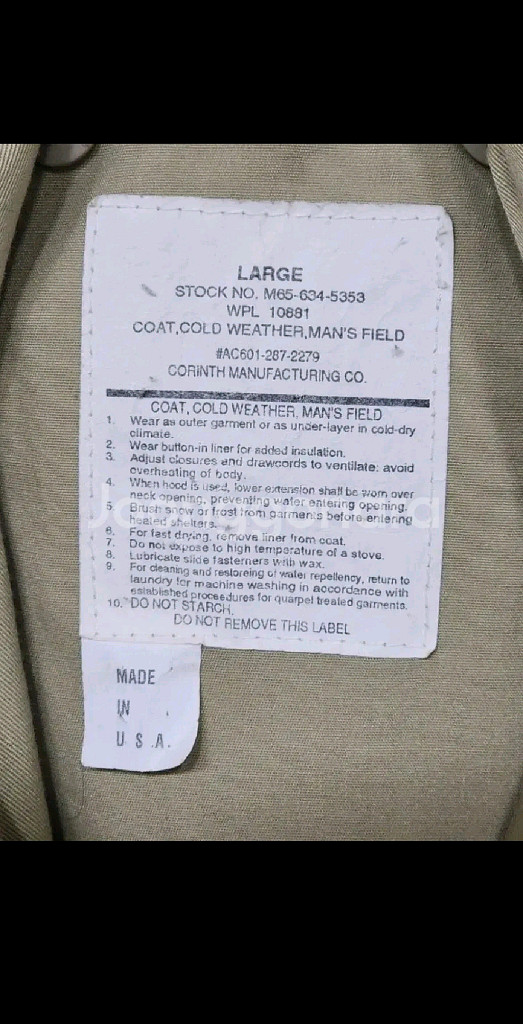 LARGE
STOCK NO. M65-634-5353
WPL 10881
COAT,COLD WEATHER,MAN'S FIELD
#AC601-287-2279
CORINTH MANUFACTURING CO.
COAT, COLD WEATHER, MAN'S FIELD
1. Wear as outer garment or as under-layer in cold-dry
climate.
2. Wear button-in liner for added insulation.
3. Adjust closures and drawcords to ventilate: avoid
overheating of body.
4. When hood is used, lower extension shall be worn over
neck opening, preventing water entering opening.
5. Brush snow or frost from garments before entering
heated shelters.
6. For fast drying, remove liner from coat.
7. Do not expose to high temperature of a stove.
8. Lubricate slide fasteners with wax.
9. For cleaning and restoreing of water repellency, return to
laundry for machine washing in accordance with
established proceedures for quarpel treated garments.
10. DO NOT STARCH.
DO NOT REMOVE THIS LABEL
MADE
IN
U S .A.